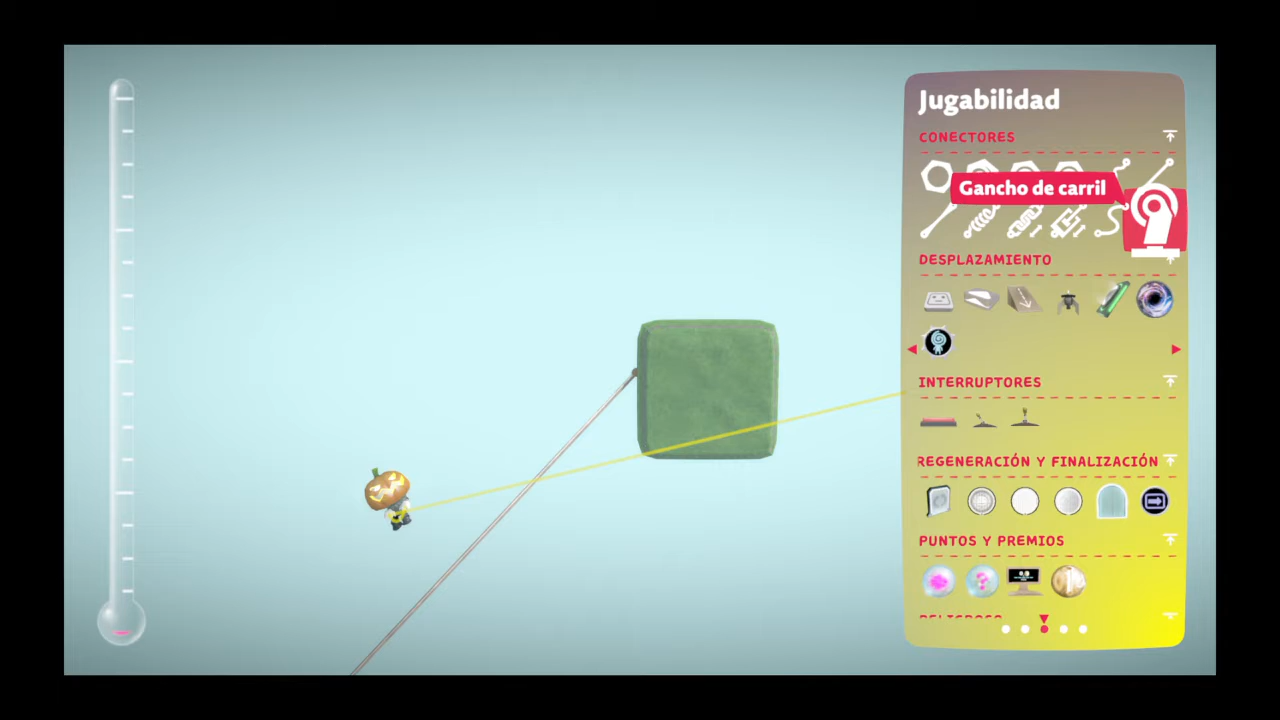 Jugabilidad
CONECTORES
Gancho de carril
DESPLAZAMIENTO
INTERRUPTORES
REGENERACIÓN Y FINALIZACIÓN
PUNTOS Y PREMIOS